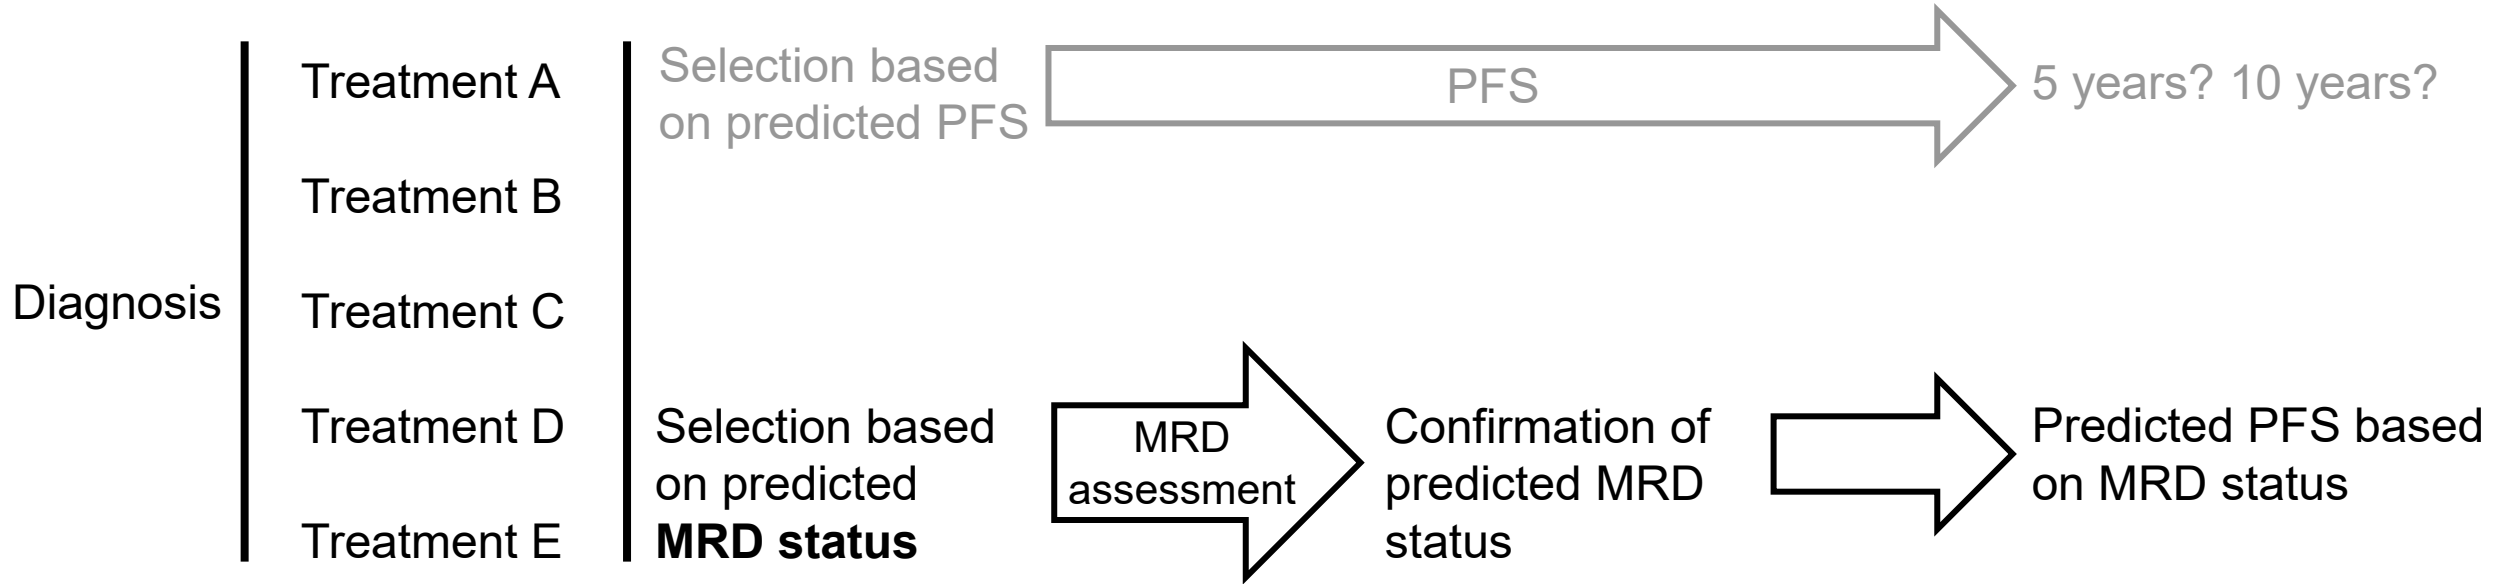 Diagnosis
Treatment A
Treatment B
Treatment C
Treatment D
Treatment E
Selection based
on predicted PFS
PFS
5 years? 10 years?
Selection based
on predicted
MRD status
MRD
assessment
Confirmation of
predicted MRD
status
Predicted PFS based
on MRD status